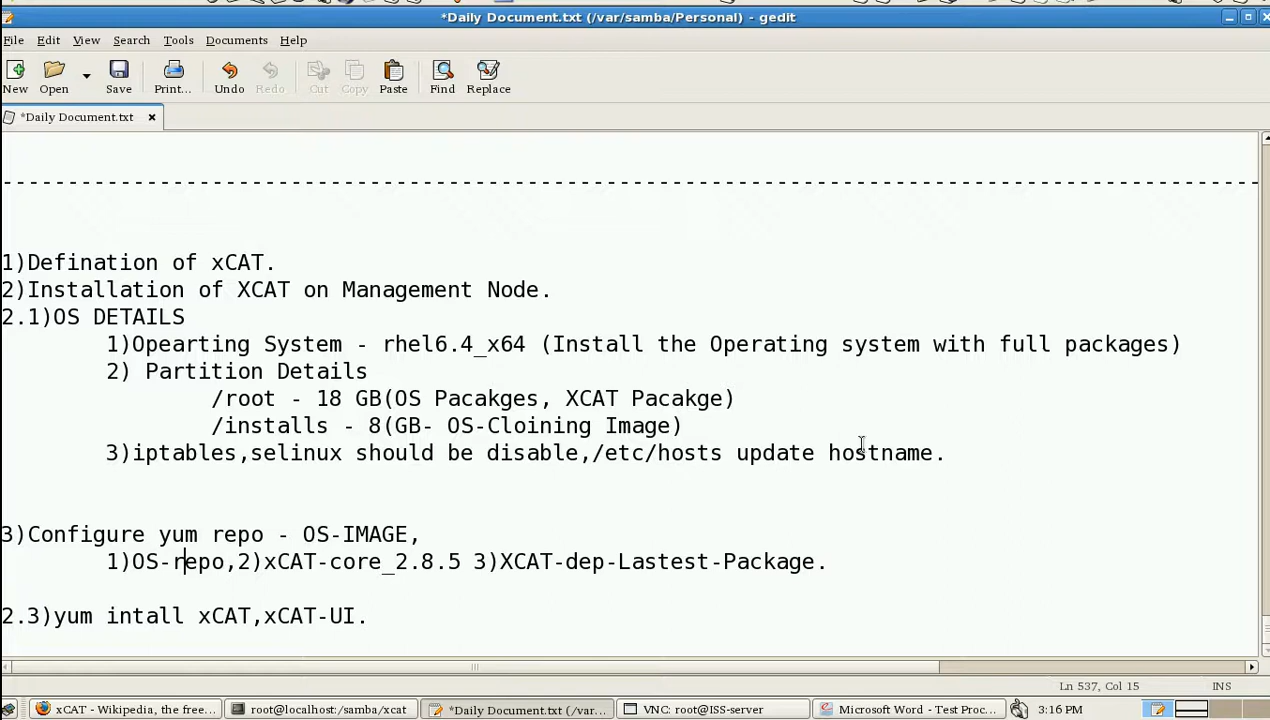 *Daily Document.txt (/var/samba/Personal) - gedit
File Edit View Search Tools Documents Help
New Open Save Print... Undo Redo Cut Copy Paste Find Replace
*Daily Document.txt
--------------------------------------------------------------------------------
1)Defination of xCAT.
2)Installation of XCAT on Management Node.
2.1)OS DETAILS
1)Opearting System - rhel6.4_x64 (Install the Operating system with full packages)
2) Partition Details
/root - 18 GB(OS Pacakges, XCAT Pacakge)
/installs - 8(GB- OS-Cloining Image)
3)iptables,selinux should be disable,/etc/hosts update hostname.
3)Configure yum repo - OS-IMAGE,
1)OS-repo,2)xCAT-core_2.8.5 3)XCAT-dep-Lastest-Package.
2.3)yum intall xCAT,xCAT-UI.
Ln 537, Col 15 INS
xCAT - Wikipedia, the free... root@localhost:/samba/xcat *Daily Document.txt (/var... VNC: root@ISS-server Microsoft Word - Test Proc... 3:16 PM